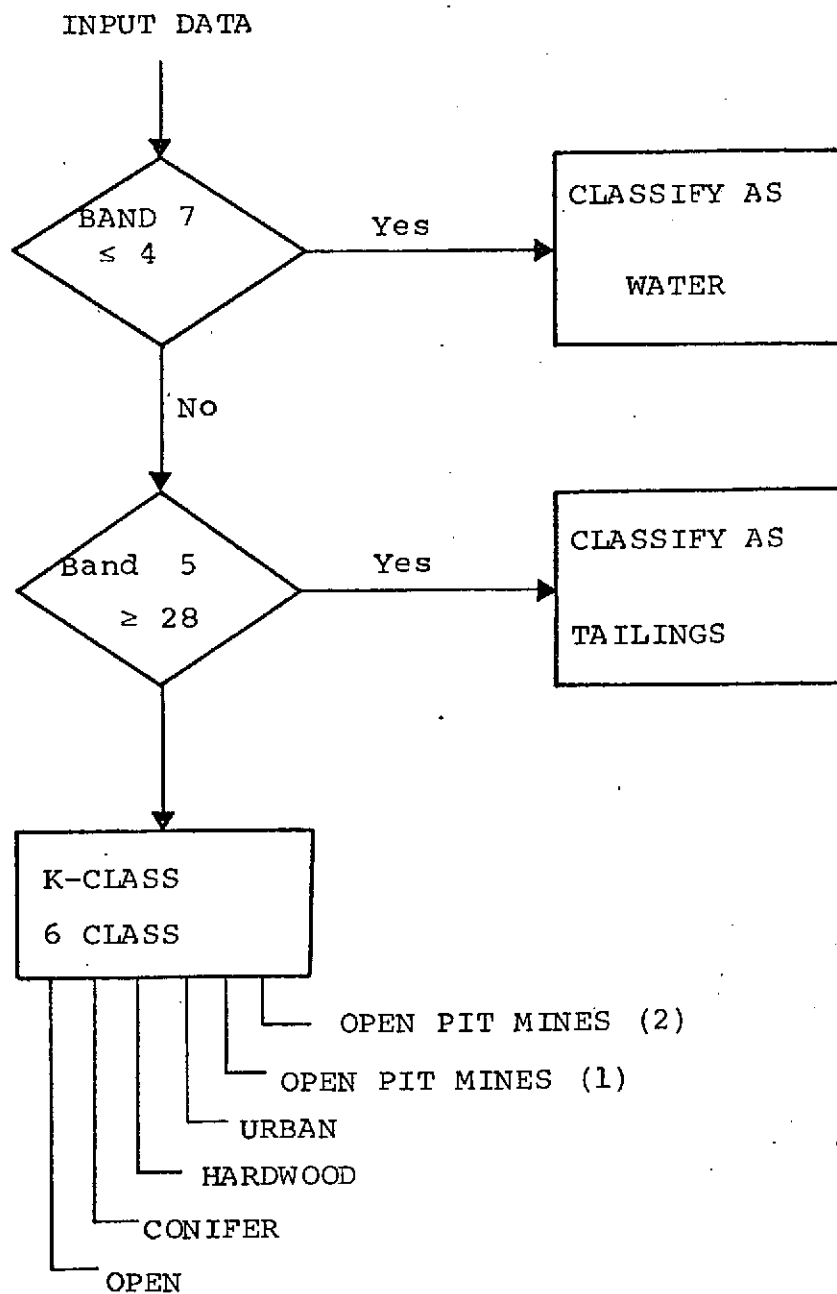 INPUT DATA
BAND 7
≤ 4
Yes
CLASSIFY AS
WATER
No
Band 5
≥ 28
Yes
CLASSIFY AS
TAILINGS
K-CLASS
6 CLASS
OPEN PIT MINES (2)
OPEN PIT MINES (1)
URBAN
HARDWOOD
CONIFER
OPEN